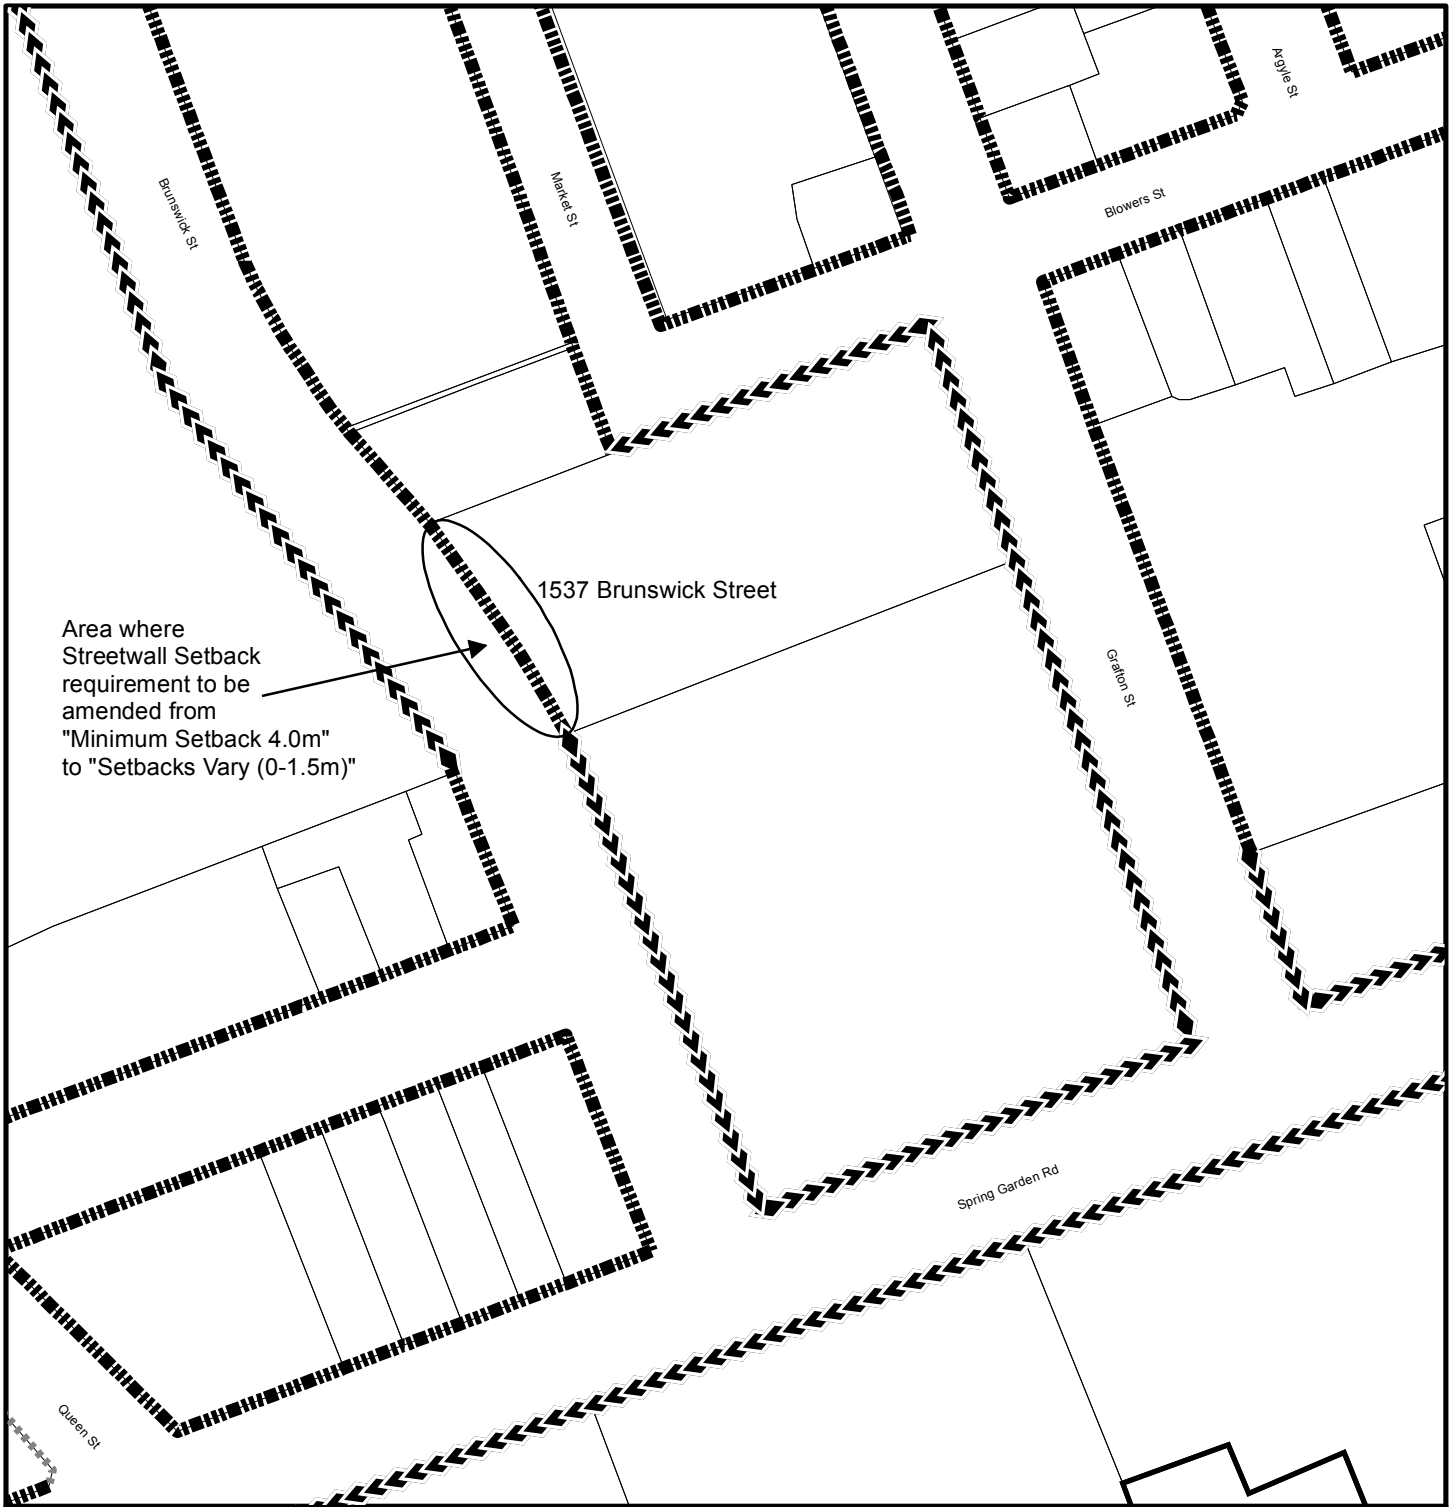 Argyle St
Brunswick St
Market St
Blowers St
1537 Brunswick Street
Area where
Streetwall Setback
requirement to be
amended from
"Minimum Setback 4.0m"
to "Setbacks Vary (0-1.5m)"
Grafton St
Spring Garden Rd
Queen St